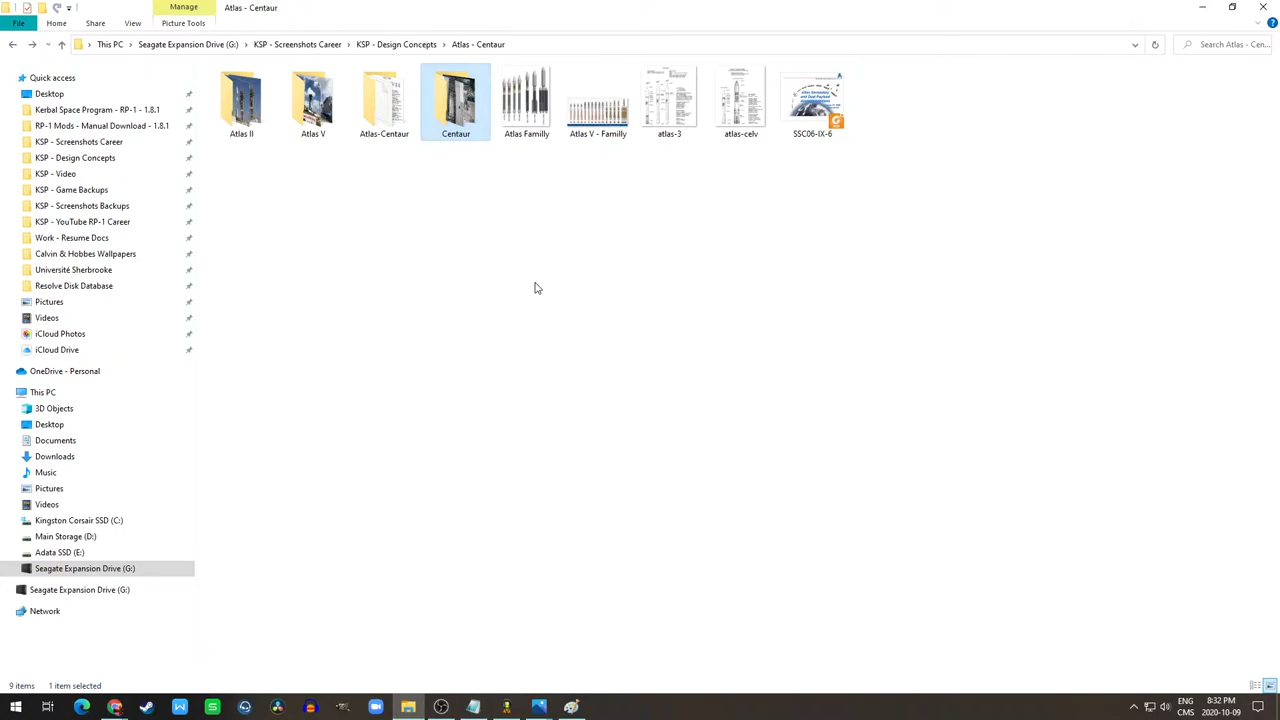 Manage
Atlas - Centaur
File
Home
Share
View
Picture Tools
This PC
Seagate Expansion Drive (G:)
KSP - Screenshots Career
KSP - Design Concepts
Atlas - Centaur
Search Atlas - Cen...
Quick access
Desktop
Kerbal Space Program - 1.8.1
RP-1 Mods - Manual Download - 1.8.1
KSP - Screenshots Career
KSP - Design Concepts
KSP - Video
KSP - Game Backups
KSP - Screenshots Backups
KSP - YouTube RP-1 Career
Work - Resume Docs
Calvin & Hobbes Wallpapers
Université Sherbrooke
Resolve Disk Database
Pictures
Videos
iCloud Photos
iCloud Drive
OneDrive - Personal
This PC
3D Objects
Desktop
Documents
Downloads
Music
Pictures
Videos
Kingston Corsair SSD (C:)
Main Storage (D:)
Adata SSD (E:)
Seagate Expansion Drive (G:)
Seagate Expansion Drive (G:)
Network
Atlas II
Atlas V
Atlas-Centaur
Centaur
Atlas Familly
Atlas V - Familly
atlas-3
atlas-celv
SSC06-IX-6
9 items
1 item selected
ENG
CMS
8:32 PM
2020-10-09